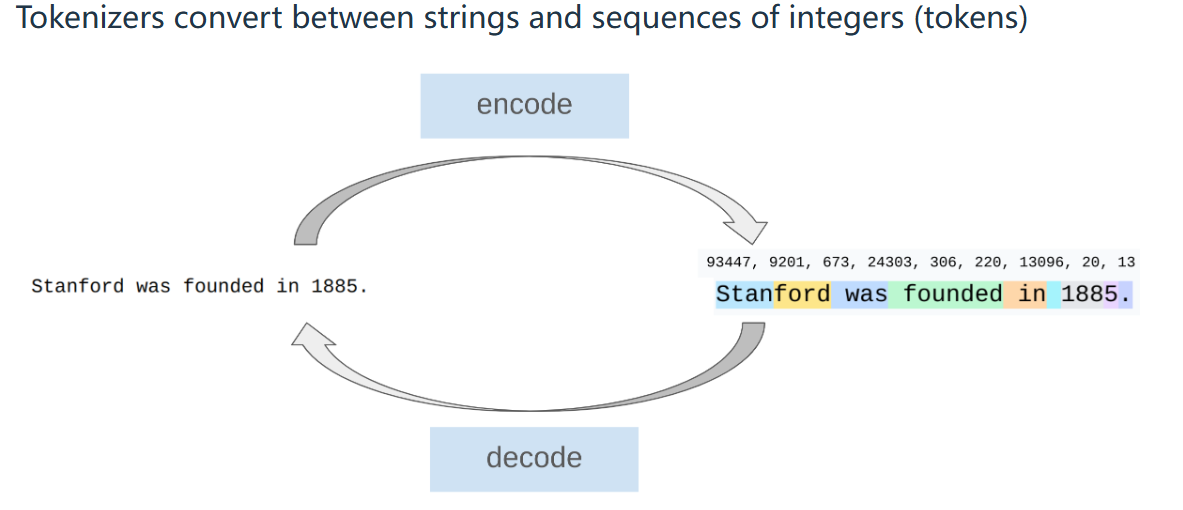 Tokenizers convert between strings and sequences of integers (tokens)
encode
93447, 9201, 673, 24303, 306, 220, 13096, 20, 13
Stanford was founded in 1885.
Stanford was founded in 1885.
decode